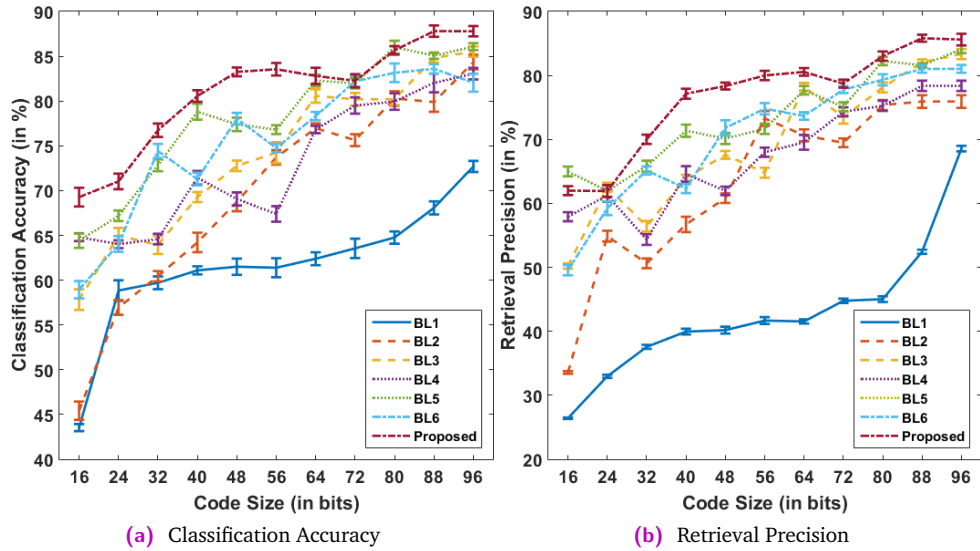 90
85
80
75
70
65
60
55
50
45
40
Classification Accuracy (in %)
16 24 32 40 48 56 64 72 80 88 96
Code Size (in bits)
BL1
BL2
BL3
BL4
BL5
BL6
Proposed
(a) Classification Accuracy
90
80
70
60
50
40
30
20
Retrieval Precision (in %)
16 24 32 40 48 56 64 72 80 88 96
Code Size (in bits)
BL1
BL2
BL3
BL4
BL5
BL6
Proposed
(b) Retrieval Precision